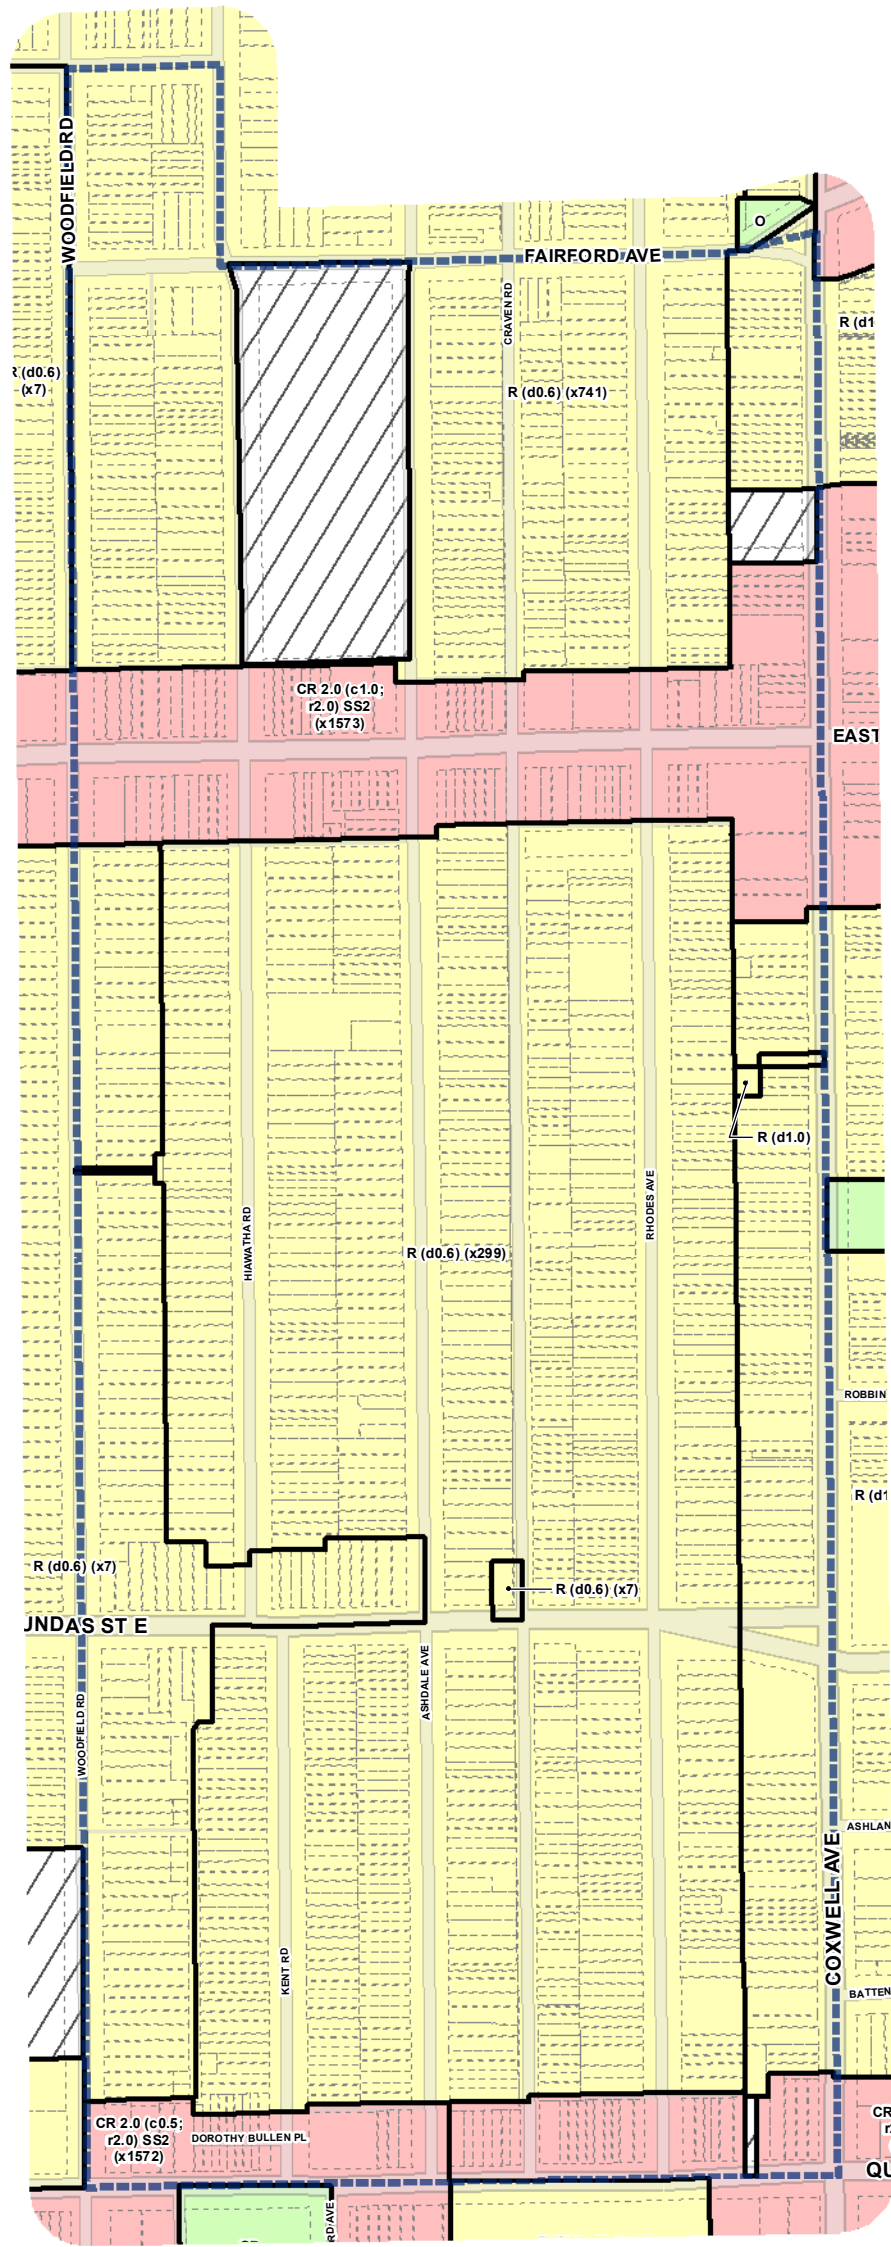 WOODFIELD RD
O
FAIRFORD AVE
CRAVEN RD
R (d1
R (d0.6)
(x7)
R (d0.6) (x741)
CR 2.0 (c1.0;
r2.0) SS2
(x1573)
EAST
R (d1.0)
HIAWATHA RD
RHODES AVE
R (d0.6) (x299)
ROBBIN
R (d1
R (d0.6) (x7)
R (d0.6) (x7)
UNDAS ST E
ASHDALE AVE
WOODFIELD RD
ASHLAN
COXWELL AVE
KENT RD
BATTEN
CR 2.0 (c0.5;
r2.0) SS2
(x1572)
DOROTHY BULLEN PL
CR
QU
RD AVE